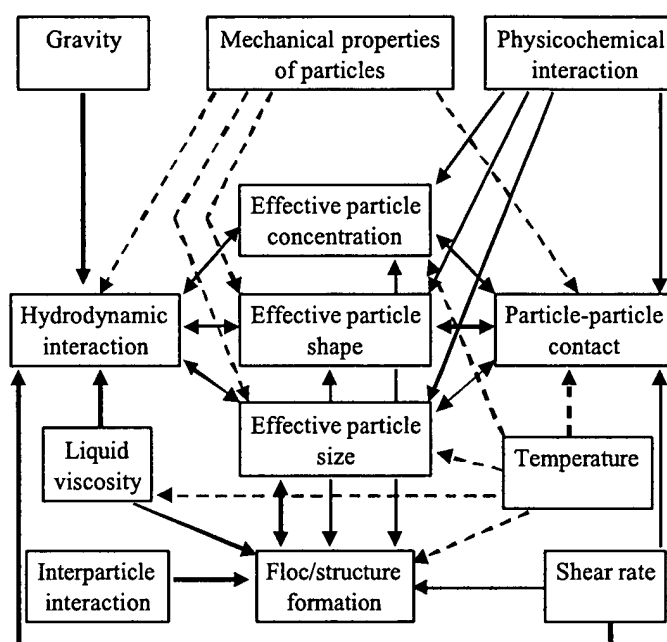 Gravity
Mechanical properties
of particles
Physicochemical
interaction
Effective particle
concentration
Hydrodynamic
interaction
Effective particle
shape
Particle-particle
contact
Effective particle
size
Liquid
viscosity
Temperature
Interparticle
interaction
Floc/structure
formation
Shear rate